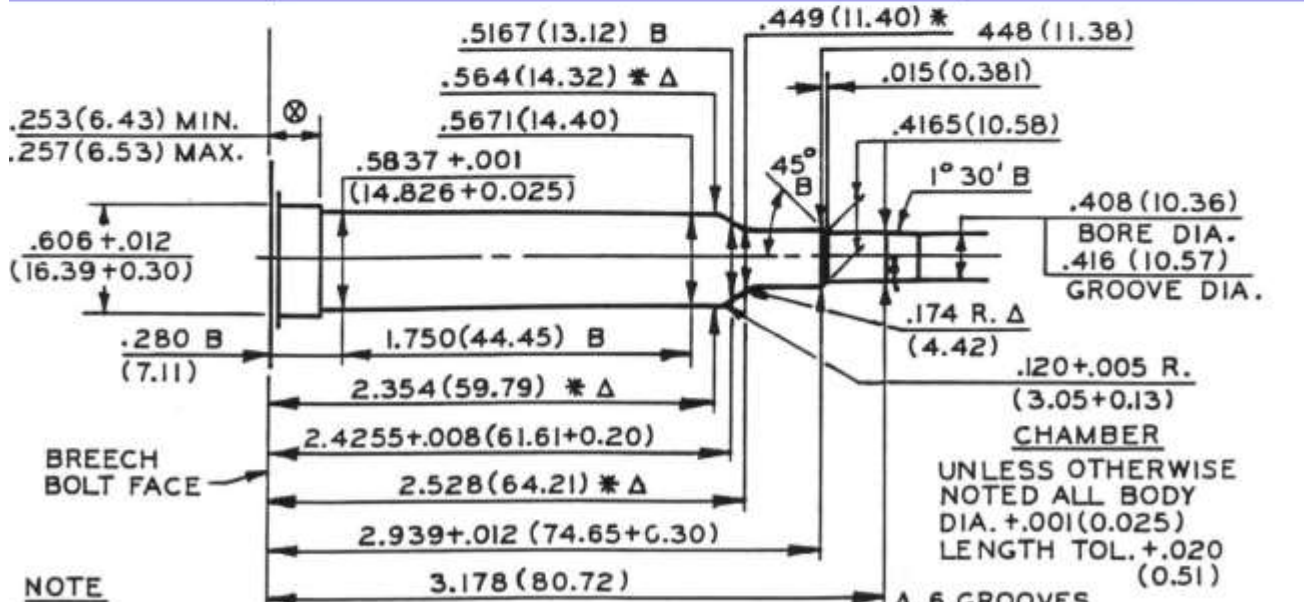 .449(11.40)*
.5167(13.12) B
448(11.38)
.564(14.32)* Δ
.015(0.381)
.253(6.43) MIN.
.257(6.53) MAX.
⊗
.5671(14.40)
.4165(10.58)
.5837+.001
(14.826+0.025)
45°
B
1°30' B
.606+.012
(16.39+0.30)
.408(10.36)
BORE DIA.
.416 (10.57)
GROOVE DIA.
.280 B
(7.11)
1.750(44.45) B
.174 R. Δ
(4.42)
2.354(59.79) * Δ
.120+.005 R.
(3.05+0.13)
2.4255+.008(61.61+0.20)
BREECH
BOLT FACE
2.528(64.21)* Δ
2.939+.012 (74.65+0.30)
CHAMBER
UNLESS OTHERWISE
NOTED ALL BODY
DIA.+.001(0.025)
LENGTH TOL.+.020
(0.51)
NOTE
3.178(80.72)
Δ 6 GROOVES